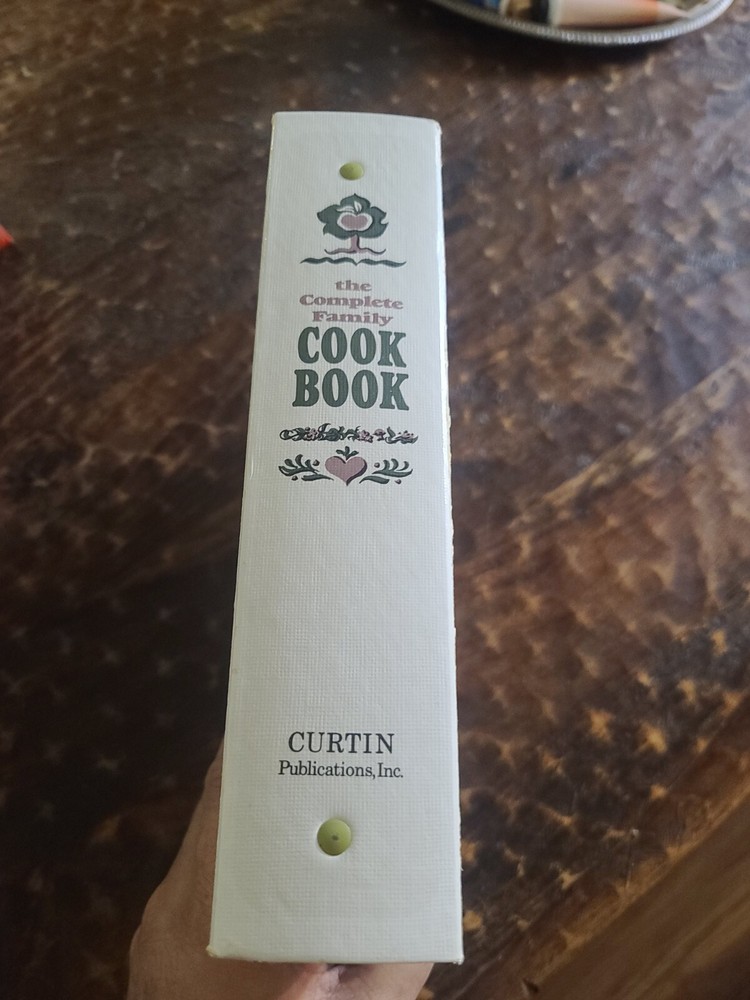 the
Complete
Family
COOK
BOOK
CURTIN
Publications, Inc.